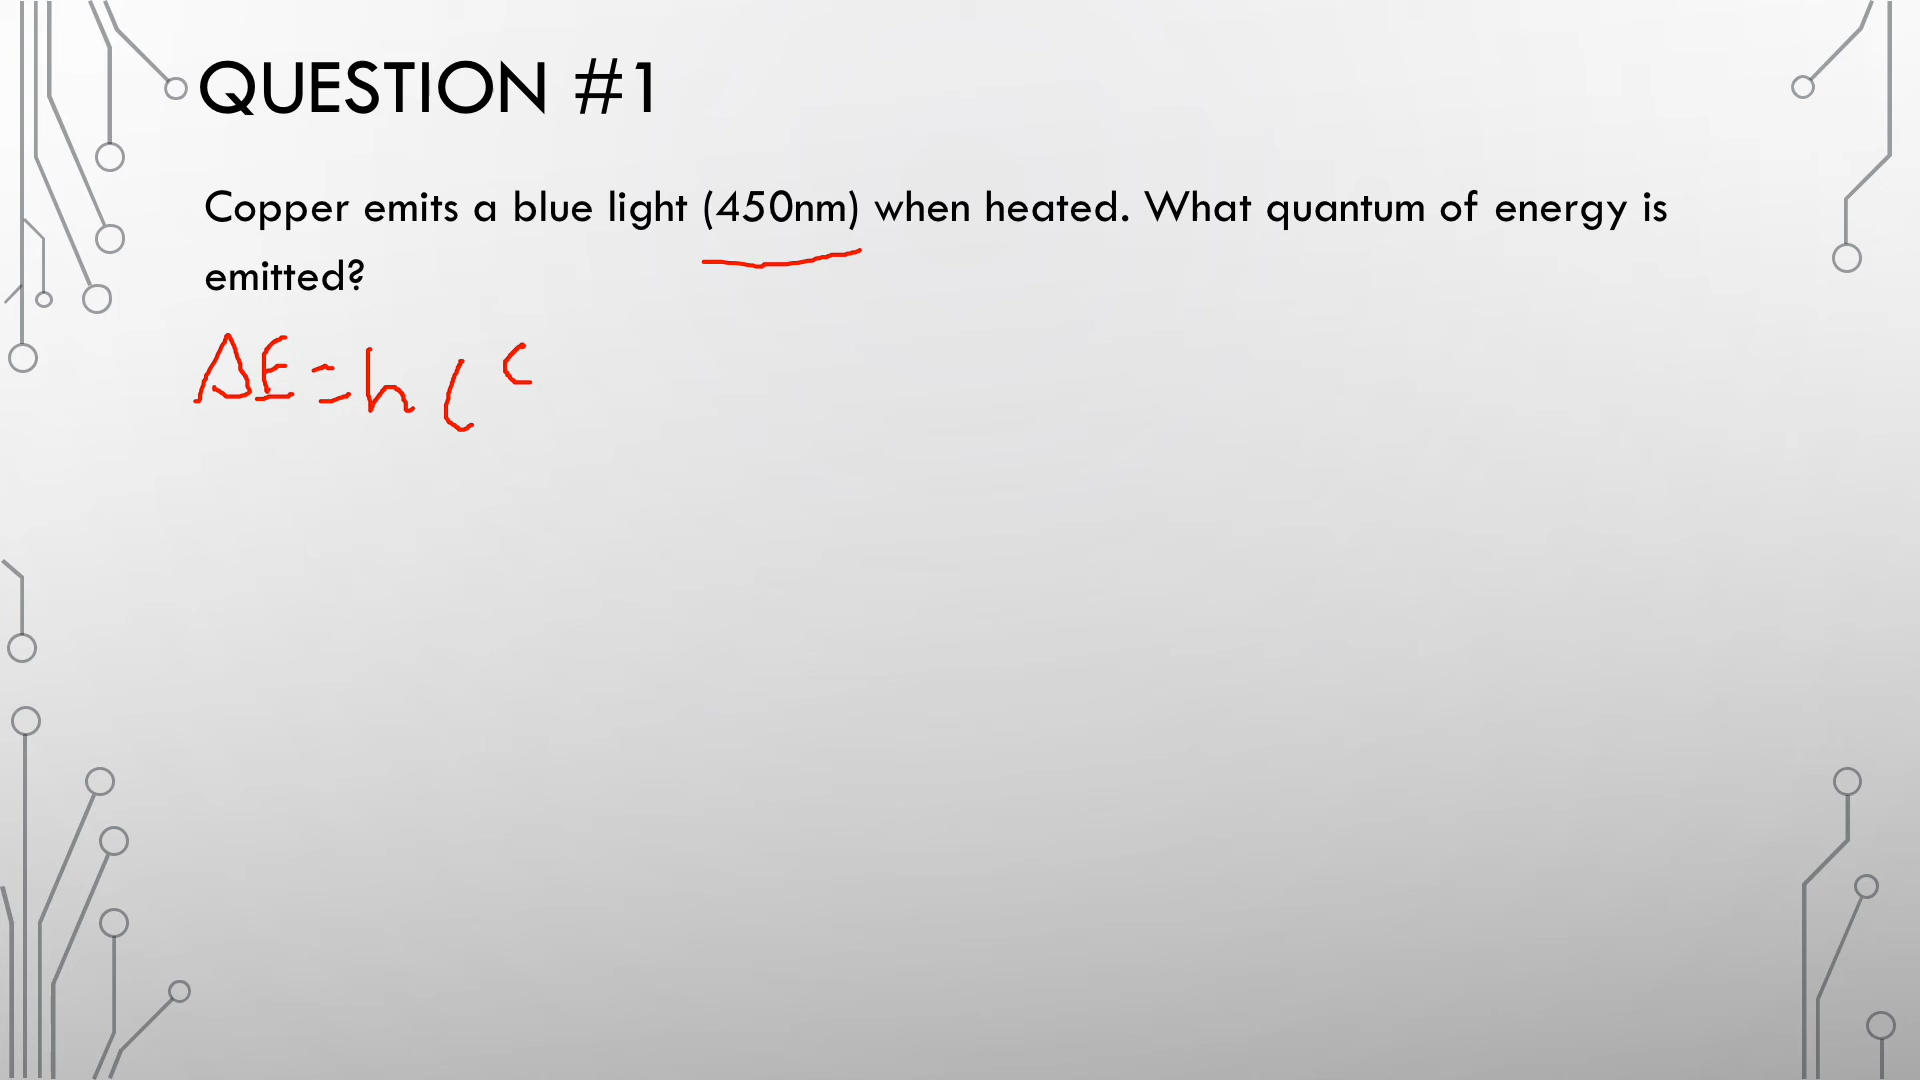 QUESTION #1
Copper emits a blue light (450nm) when heated. What quantum of energy is
emitted?
ΔE=h(c